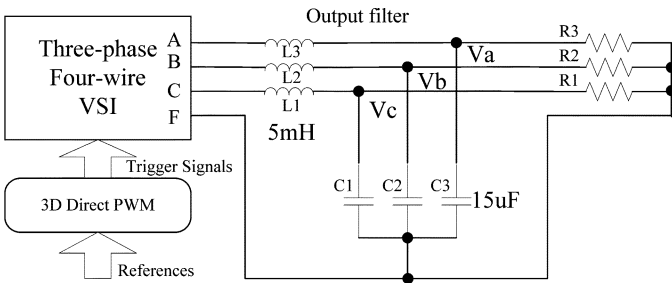 Output filter
Three-phase
Four-wire
VSI
A
B
C
F
L3
L2
L1
5mH
Va
Vb
Vc
R3
R2
R1
Trigger Signals
3D Direct PWM
References
C1
C2
C3
15uF